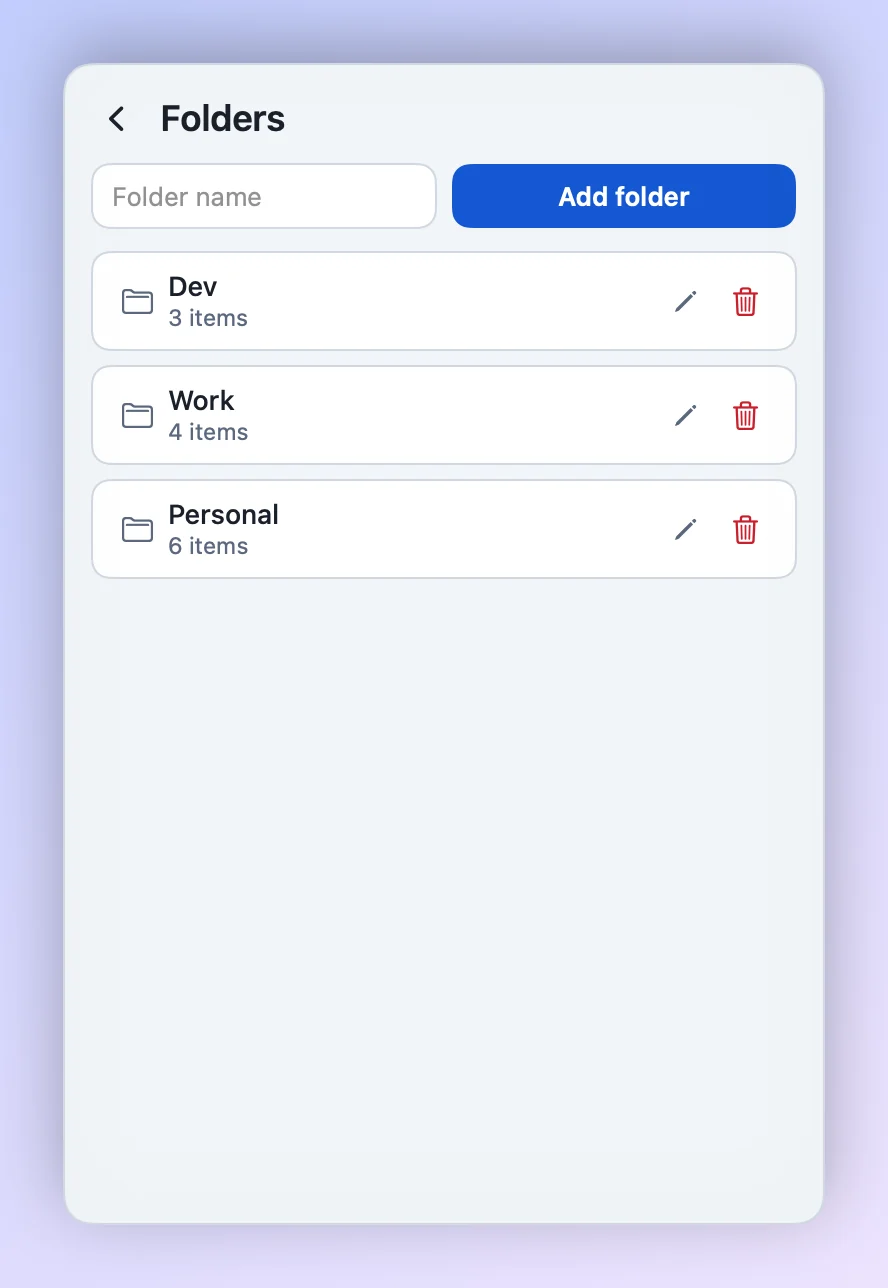 Folders
Folder name
Add folder
Dev
3 items
Work
4 items
Personal
6 items